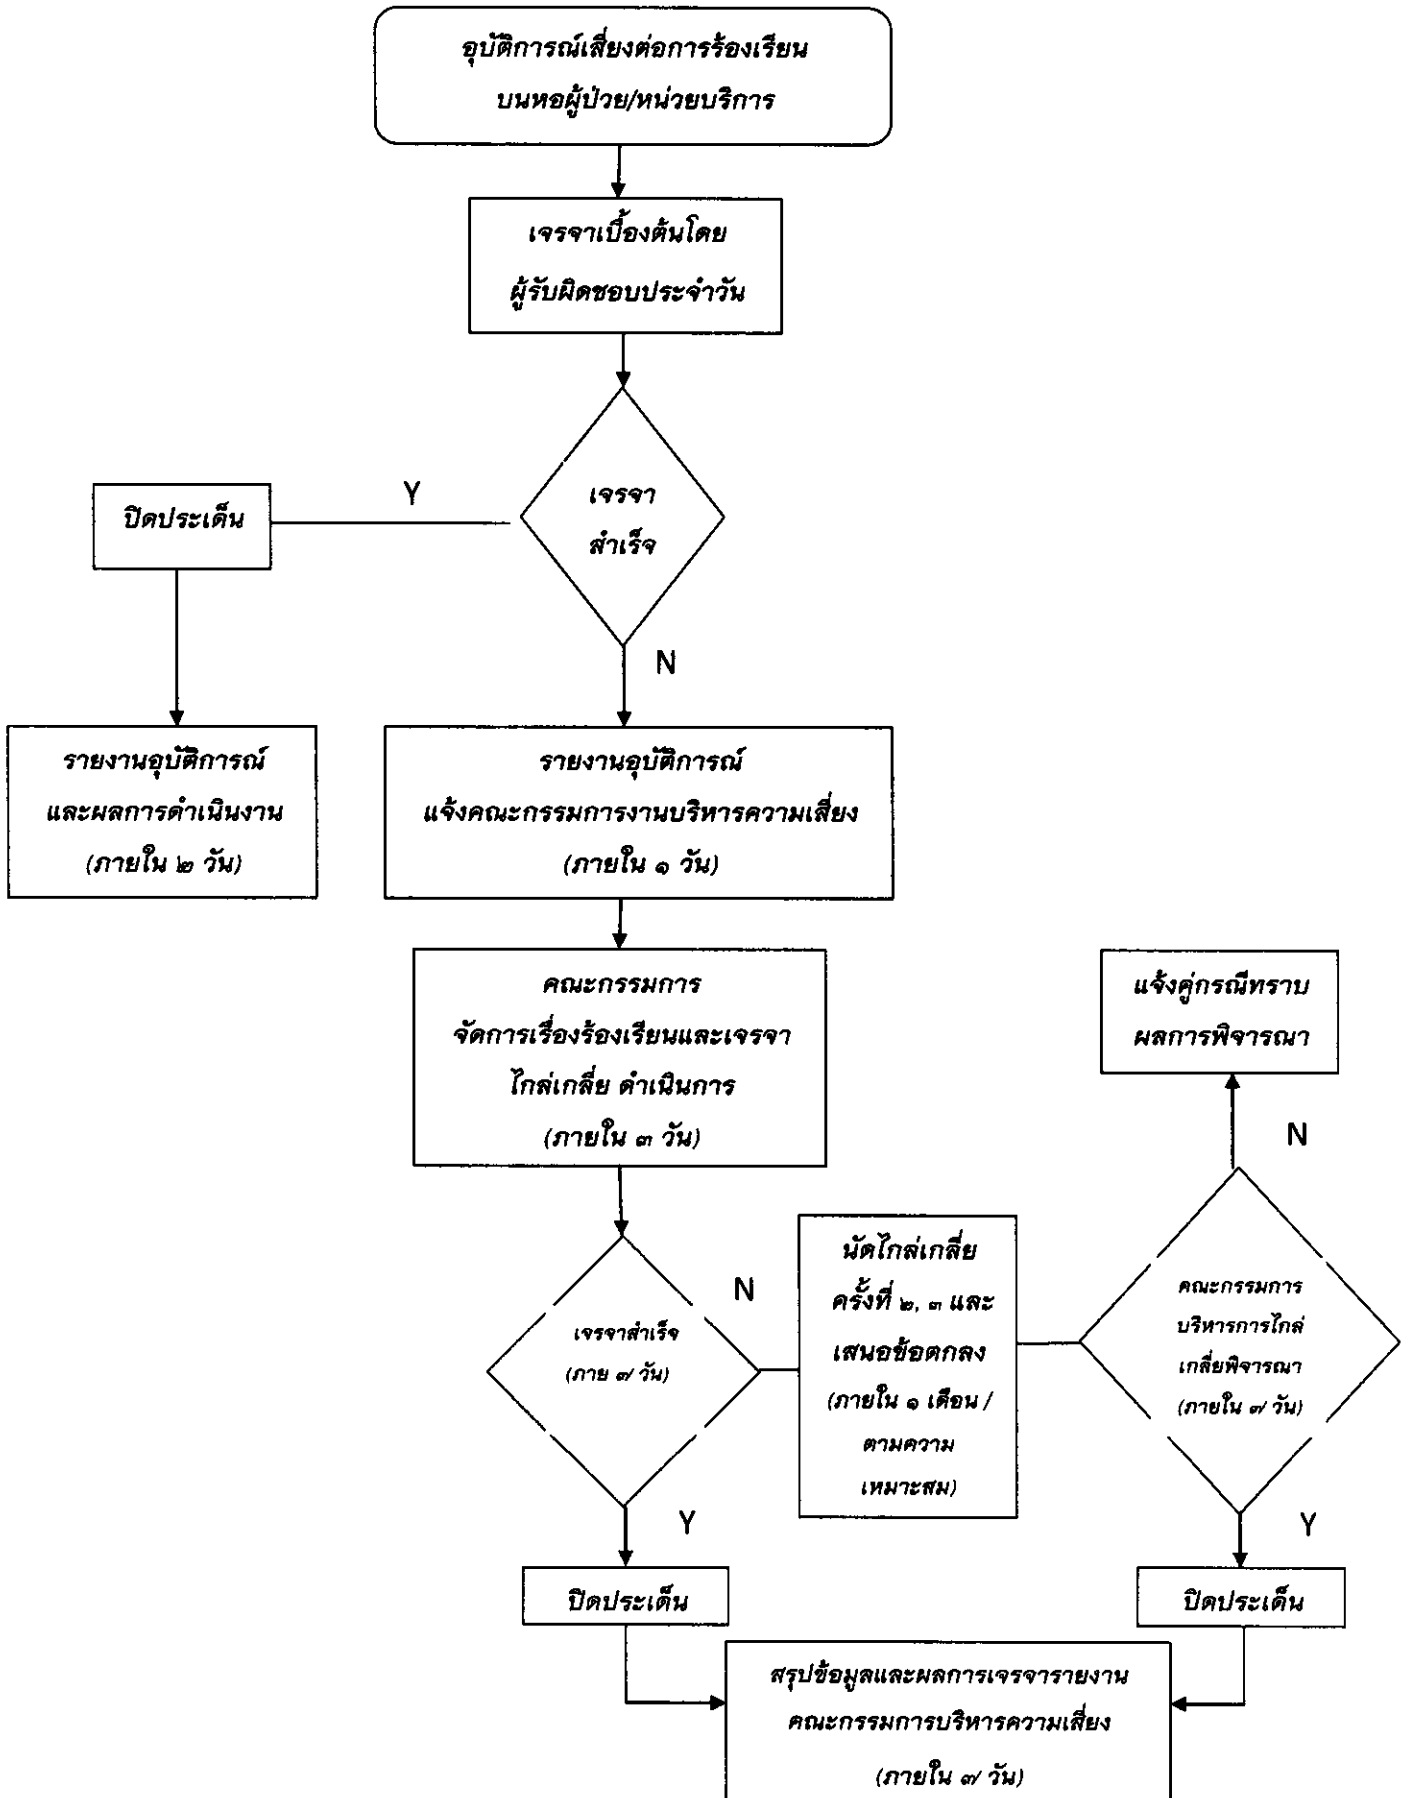 อุบัติการณ์เสี่ยงต่อการร้องเรียน
บนหอผู้ป่วย/หน่วยบริการ
เจรจาเบื้องต้นโดย
ผู้รับผิดชอบประจำวัน
เจรจา
สำเร็จ
Y
ปิดประเด็น
N
รายงานอุบัติการณ์
และผลการดำเนินงาน
(ภายใน ๒ วัน)
รายงานอุบัติการณ์
แจ้งคณะกรรมการงานบริหารความเสี่ยง
(ภายใน ๑ วัน)
คณะกรรมการ
จัดการเรื่องร้องเรียนและเจรจา
ไกล่เกลี่ย ดำเนินการ
(ภายใน ๓ วัน)
แจ้งคู่กรณีทราบ
ผลการพิจารณา
N
เจรจาสำเร็จ
(ภาย ๗ วัน)
N
นัดไกล่เกลี่ย
ครั้งที่ ๒, ๓ และ
เสนอข้อตกลง
(ภายใน ๑ เดือน /
ตามความ
เหมาะสม)
คณะกรรมการ
บริหารการไกล่
เกลี่ยพิจารณา
(ภายใน ๗ วัน)
Y
Y
ปิดประเด็น
ปิดประเด็น
สรุปข้อมูลและผลการเจรจารายงาน
คณะกรรมการบริหารความเสี่ยง
(ภายใน ๗ วัน)